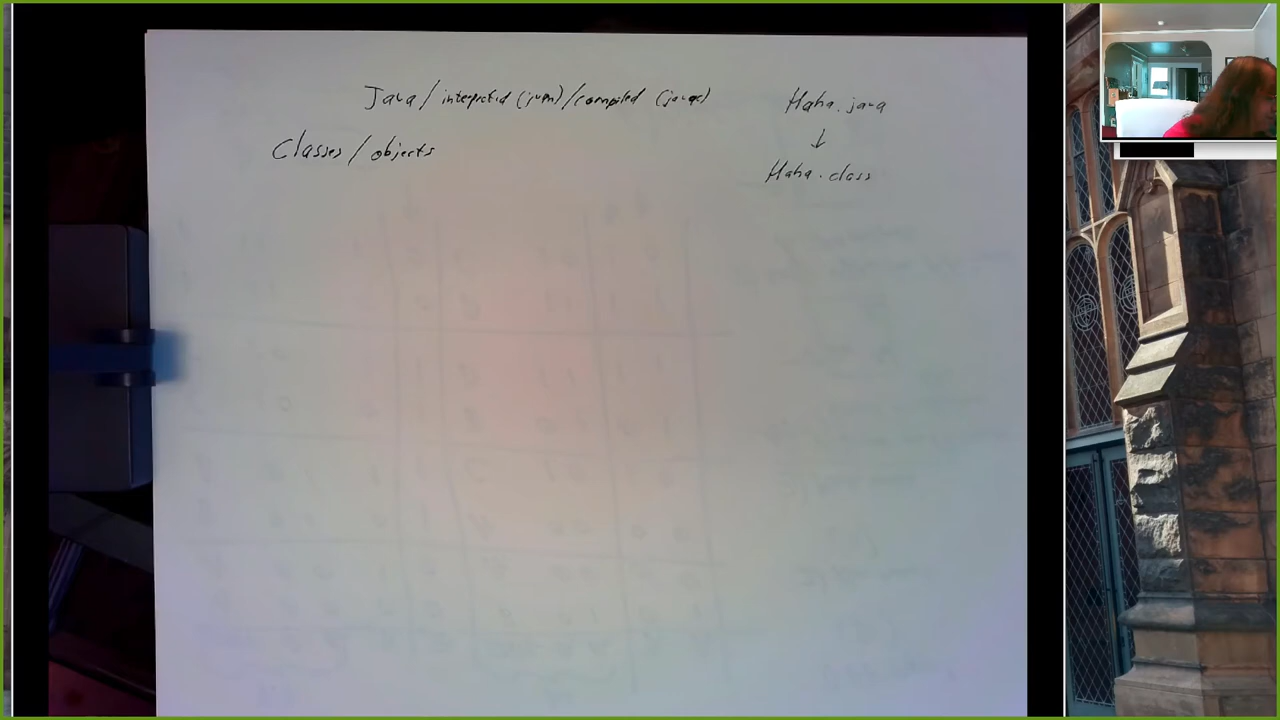 Java / interpreted (jvm) / compiled (javac)
Classes / objects
Haha.java
↓
Haha.class